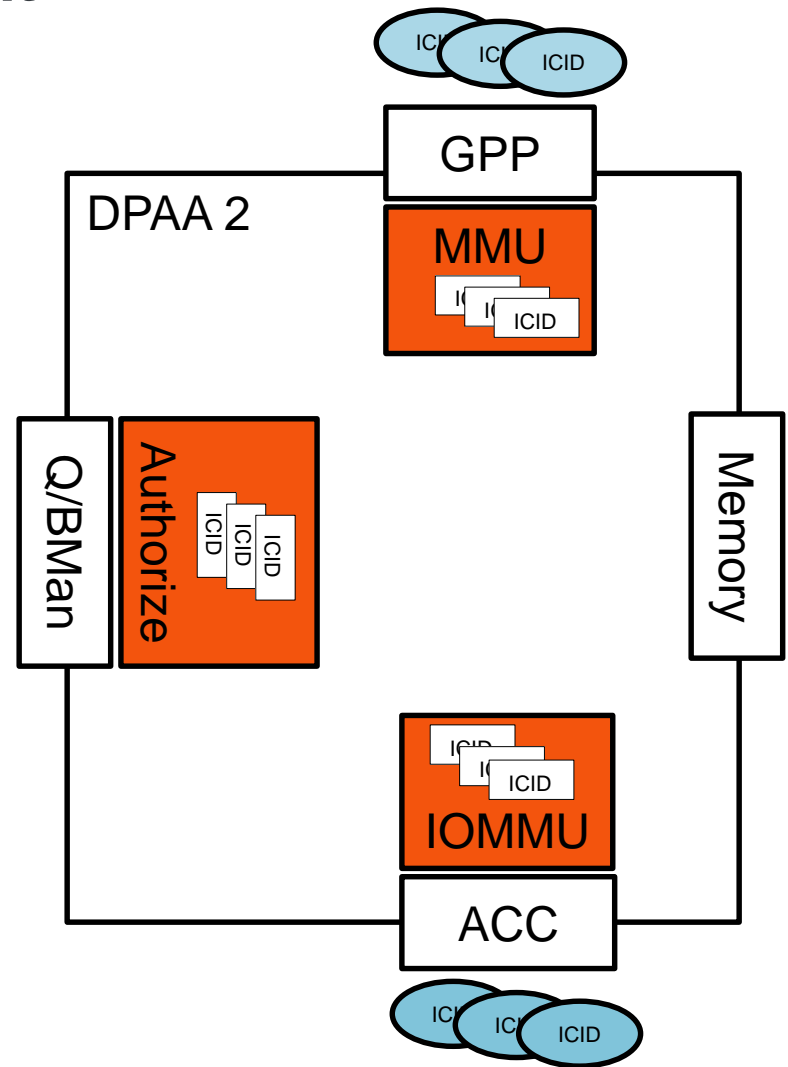 ICID
GPP
DPAA 2
MMU
ICID
Q/BMan
Authorize
ICID
ICID
ICID
Memory
ICID
IOMMU
ACC
ICID